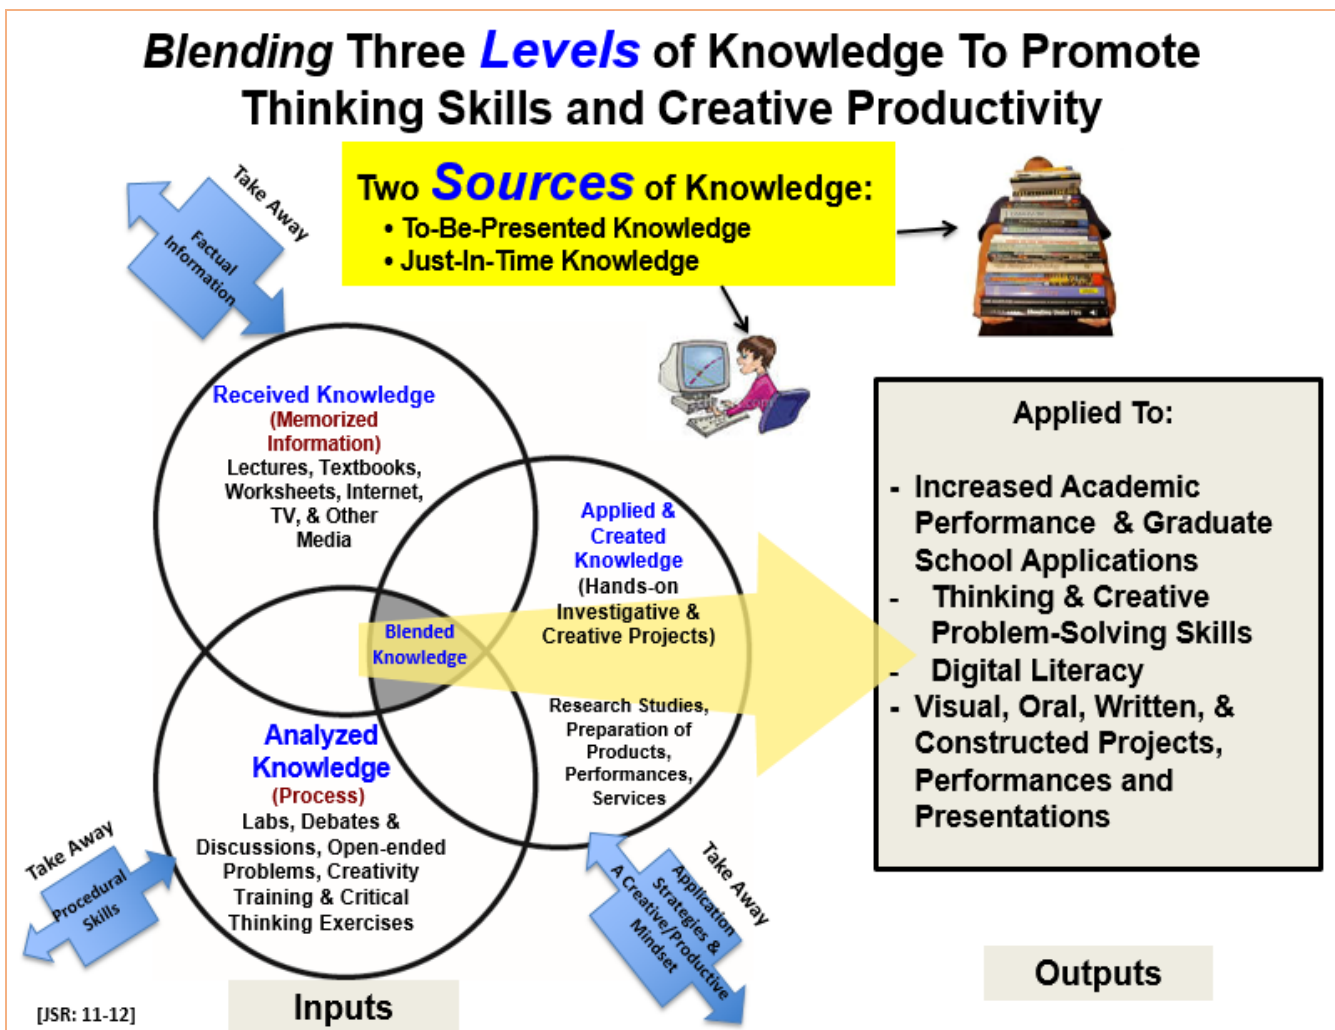 Blending Three Levels of Knowledge To Promote
Thinking Skills and Creative Productivity
Two Sources of Knowledge:
• To-Be-Presented Knowledge
• Just-In-Time Knowledge
Take Away
Factual
Information
Received Knowledge
(Memorized
Information)
Lectures, Textbooks,
Worksheets, Internet,
TV, & Other
Media
Applied &
Created
Knowledge
(Hands-on
Investigative &
Creative Projects)
Research Studies,
Preparation of
Products,
Performances,
Services
Blended
Knowledge
Analyzed
Knowledge
(Process)
Labs, Debates &
Discussions, Open-ended
Problems, Creativity
Training & Critical
Thinking Exercises
Take Away
Procedural
Skills
Take Away
Application
Strategies &
A Creative/Productive
Mindset
Applied To:
- Increased Academic
Performance & Graduate
School Applications
- Thinking & Creative
Problem-Solving Skills
- Digital Literacy
- Visual, Oral, Written, &
Constructed Projects,
Performances and
Presentations
Inputs
Outputs
[JSR: 11-12]